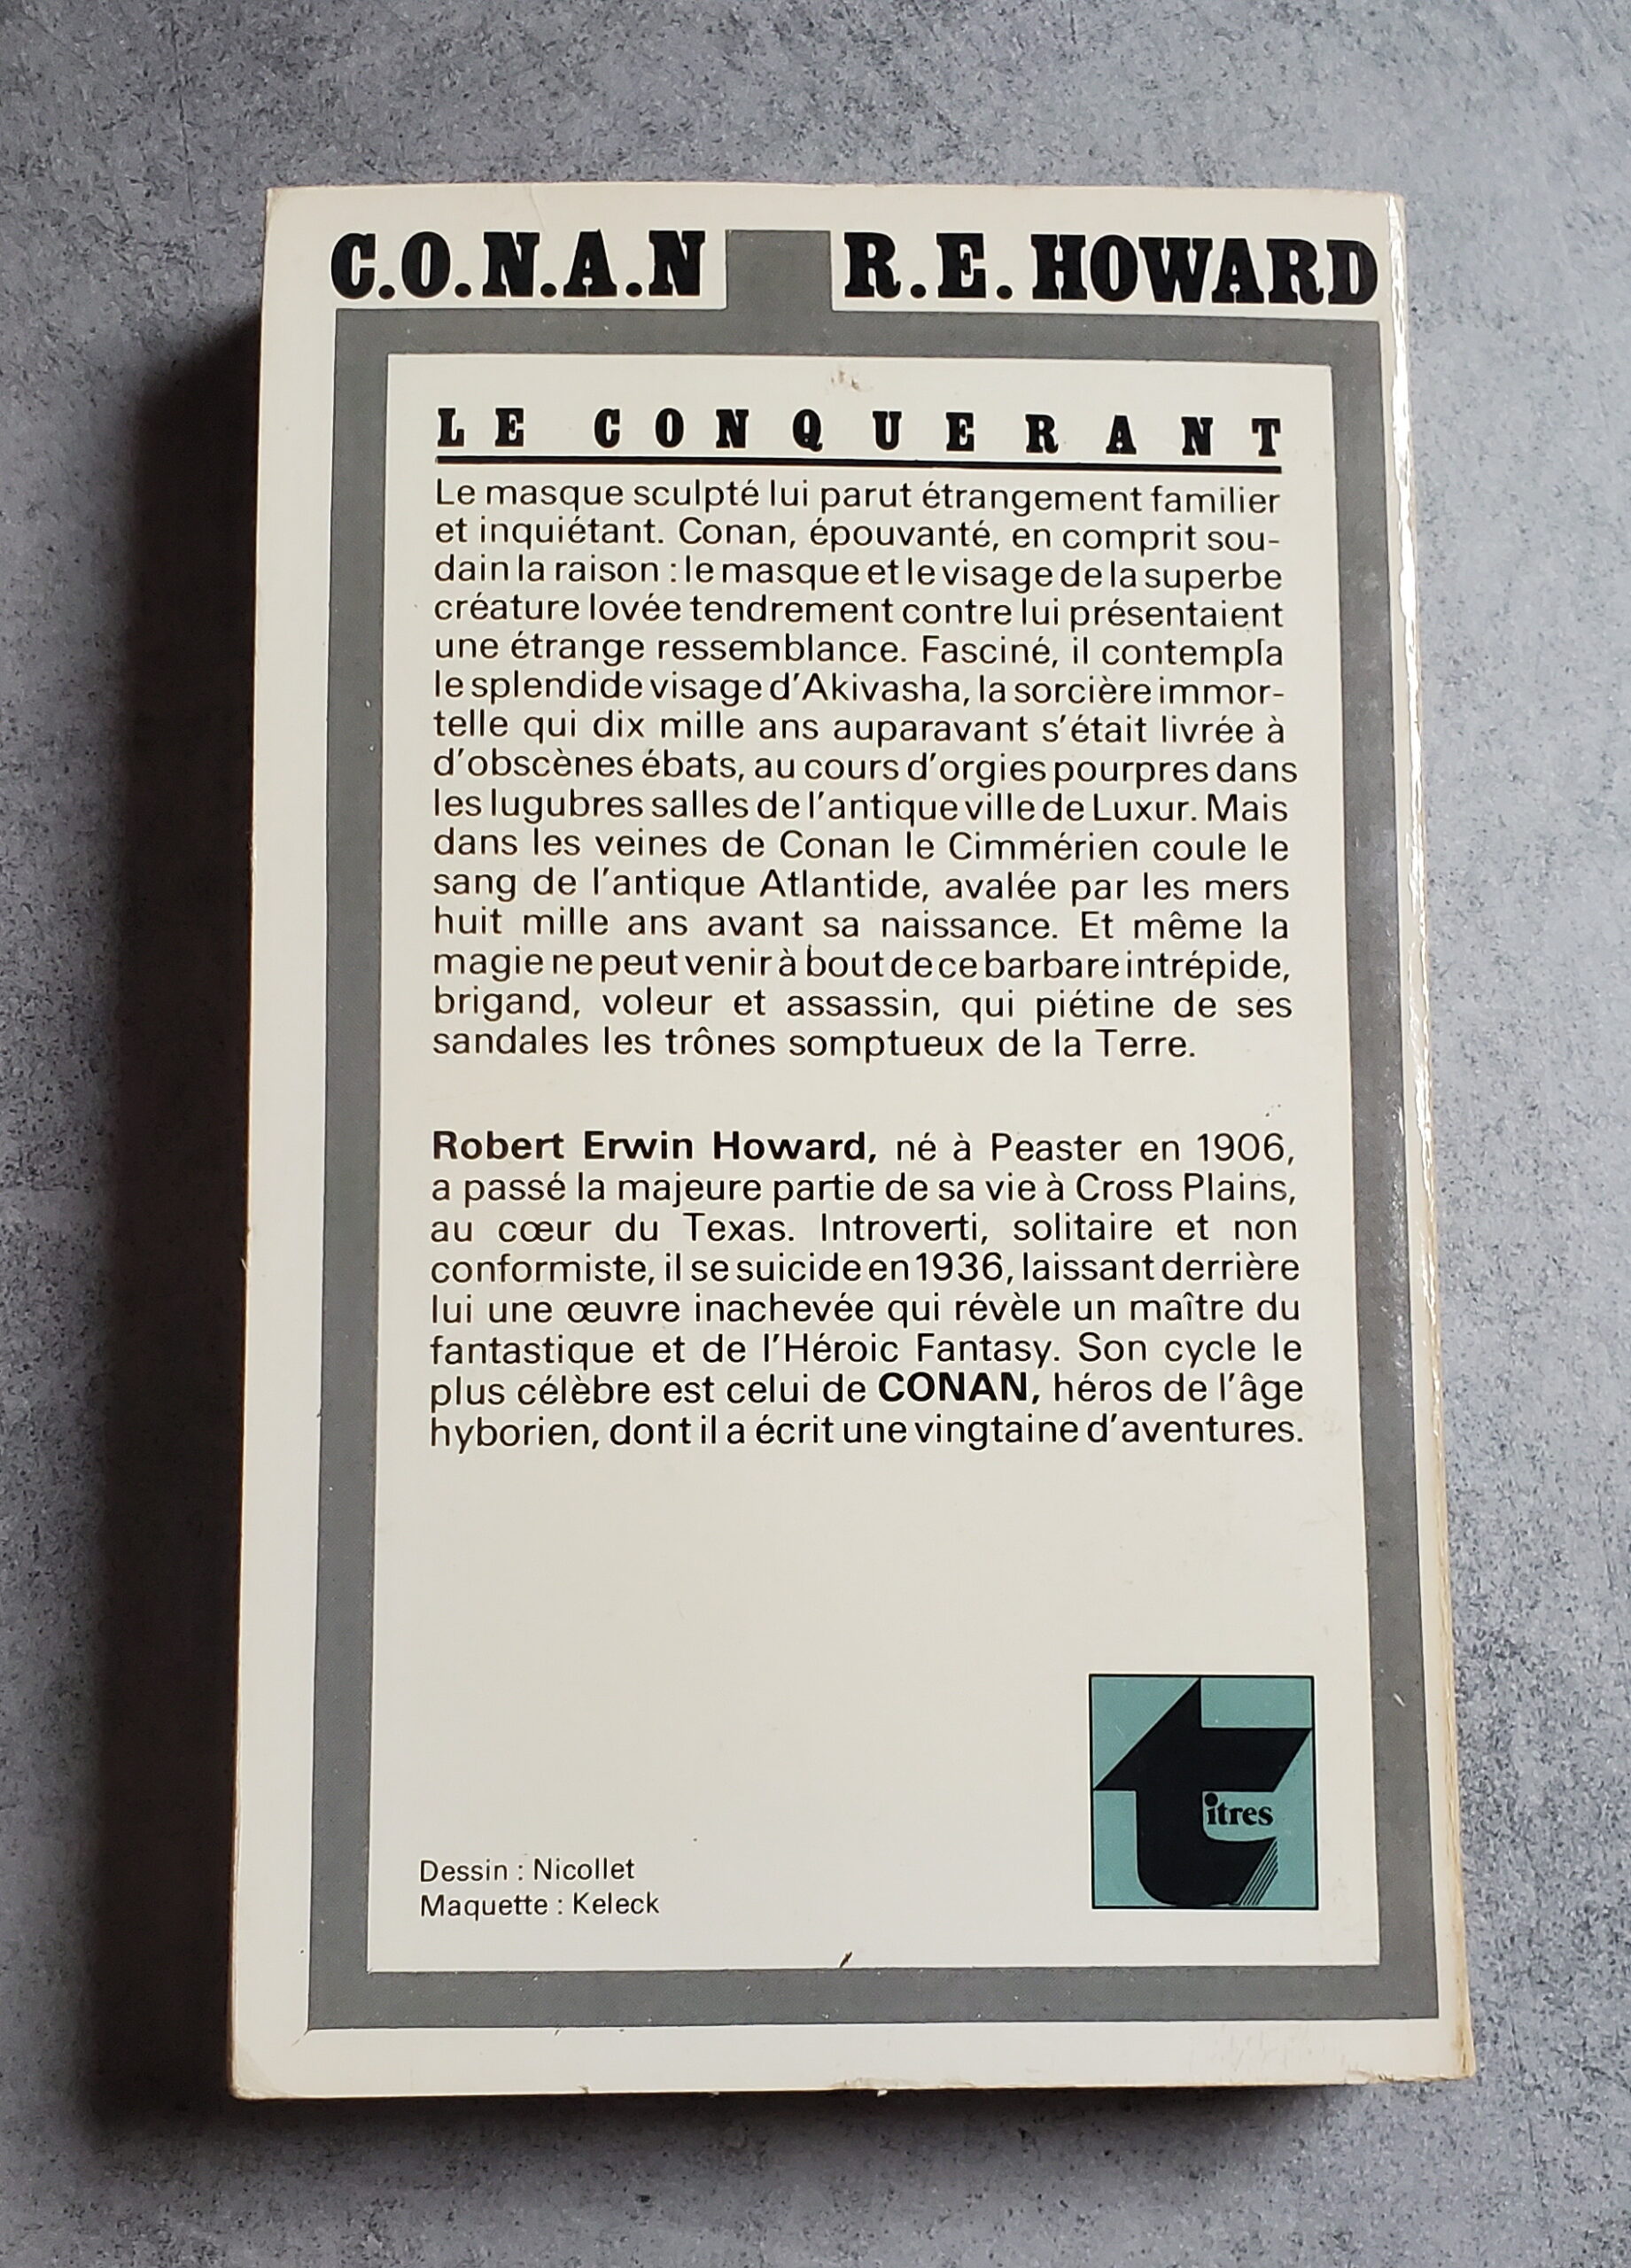 C.O.N.A.N R.E. HOWARD
LE CONQUERANT
Le masque sculpté lui parut étrangement familier
et inquiétant. Conan, épouvanté, en comprit sou-
dain la raison : le masque et le visage de la superbe
créature lovée tendrement contre lui présentaient
une étrange ressemblance. Fasciné, il contempla
le splendide visage d'Akivasha, la sorcière immor-
telle qui dix mille ans auparavant s'était livrée à
d'obscènes ébats, au cours d'orgies pourpres dans
les lugubres salles de l'antique ville de Luxur. Mais
dans les veines de Conan le Cimmérien coule le
sang de l'antique Atlantide, avalée par les mers
huit mille ans avant sa naissance. Et même la
magie ne peut venir à bout de ce barbare intrépide,
brigand, voleur et assassin, qui piétine de ses
sandales les trônes somptueux de la Terre.
Robert Erwin Howard, né à Peaster en 1906,
a passé la majeure partie de sa vie à Cross Plains,
au cœur du Texas. Introverti, solitaire et non
conformiste, il se suicide en 1936, laissant derrière
lui une œuvre inachevée qui révèle un maître du
fantastique et de l'Héroic Fantasy. Son cycle le
plus célèbre est celui de CONAN, héros de l'âge
hyborien, dont il a écrit une vingtaine d'aventures.
titres
Dessin : Nicollet
Maquette : Keleck